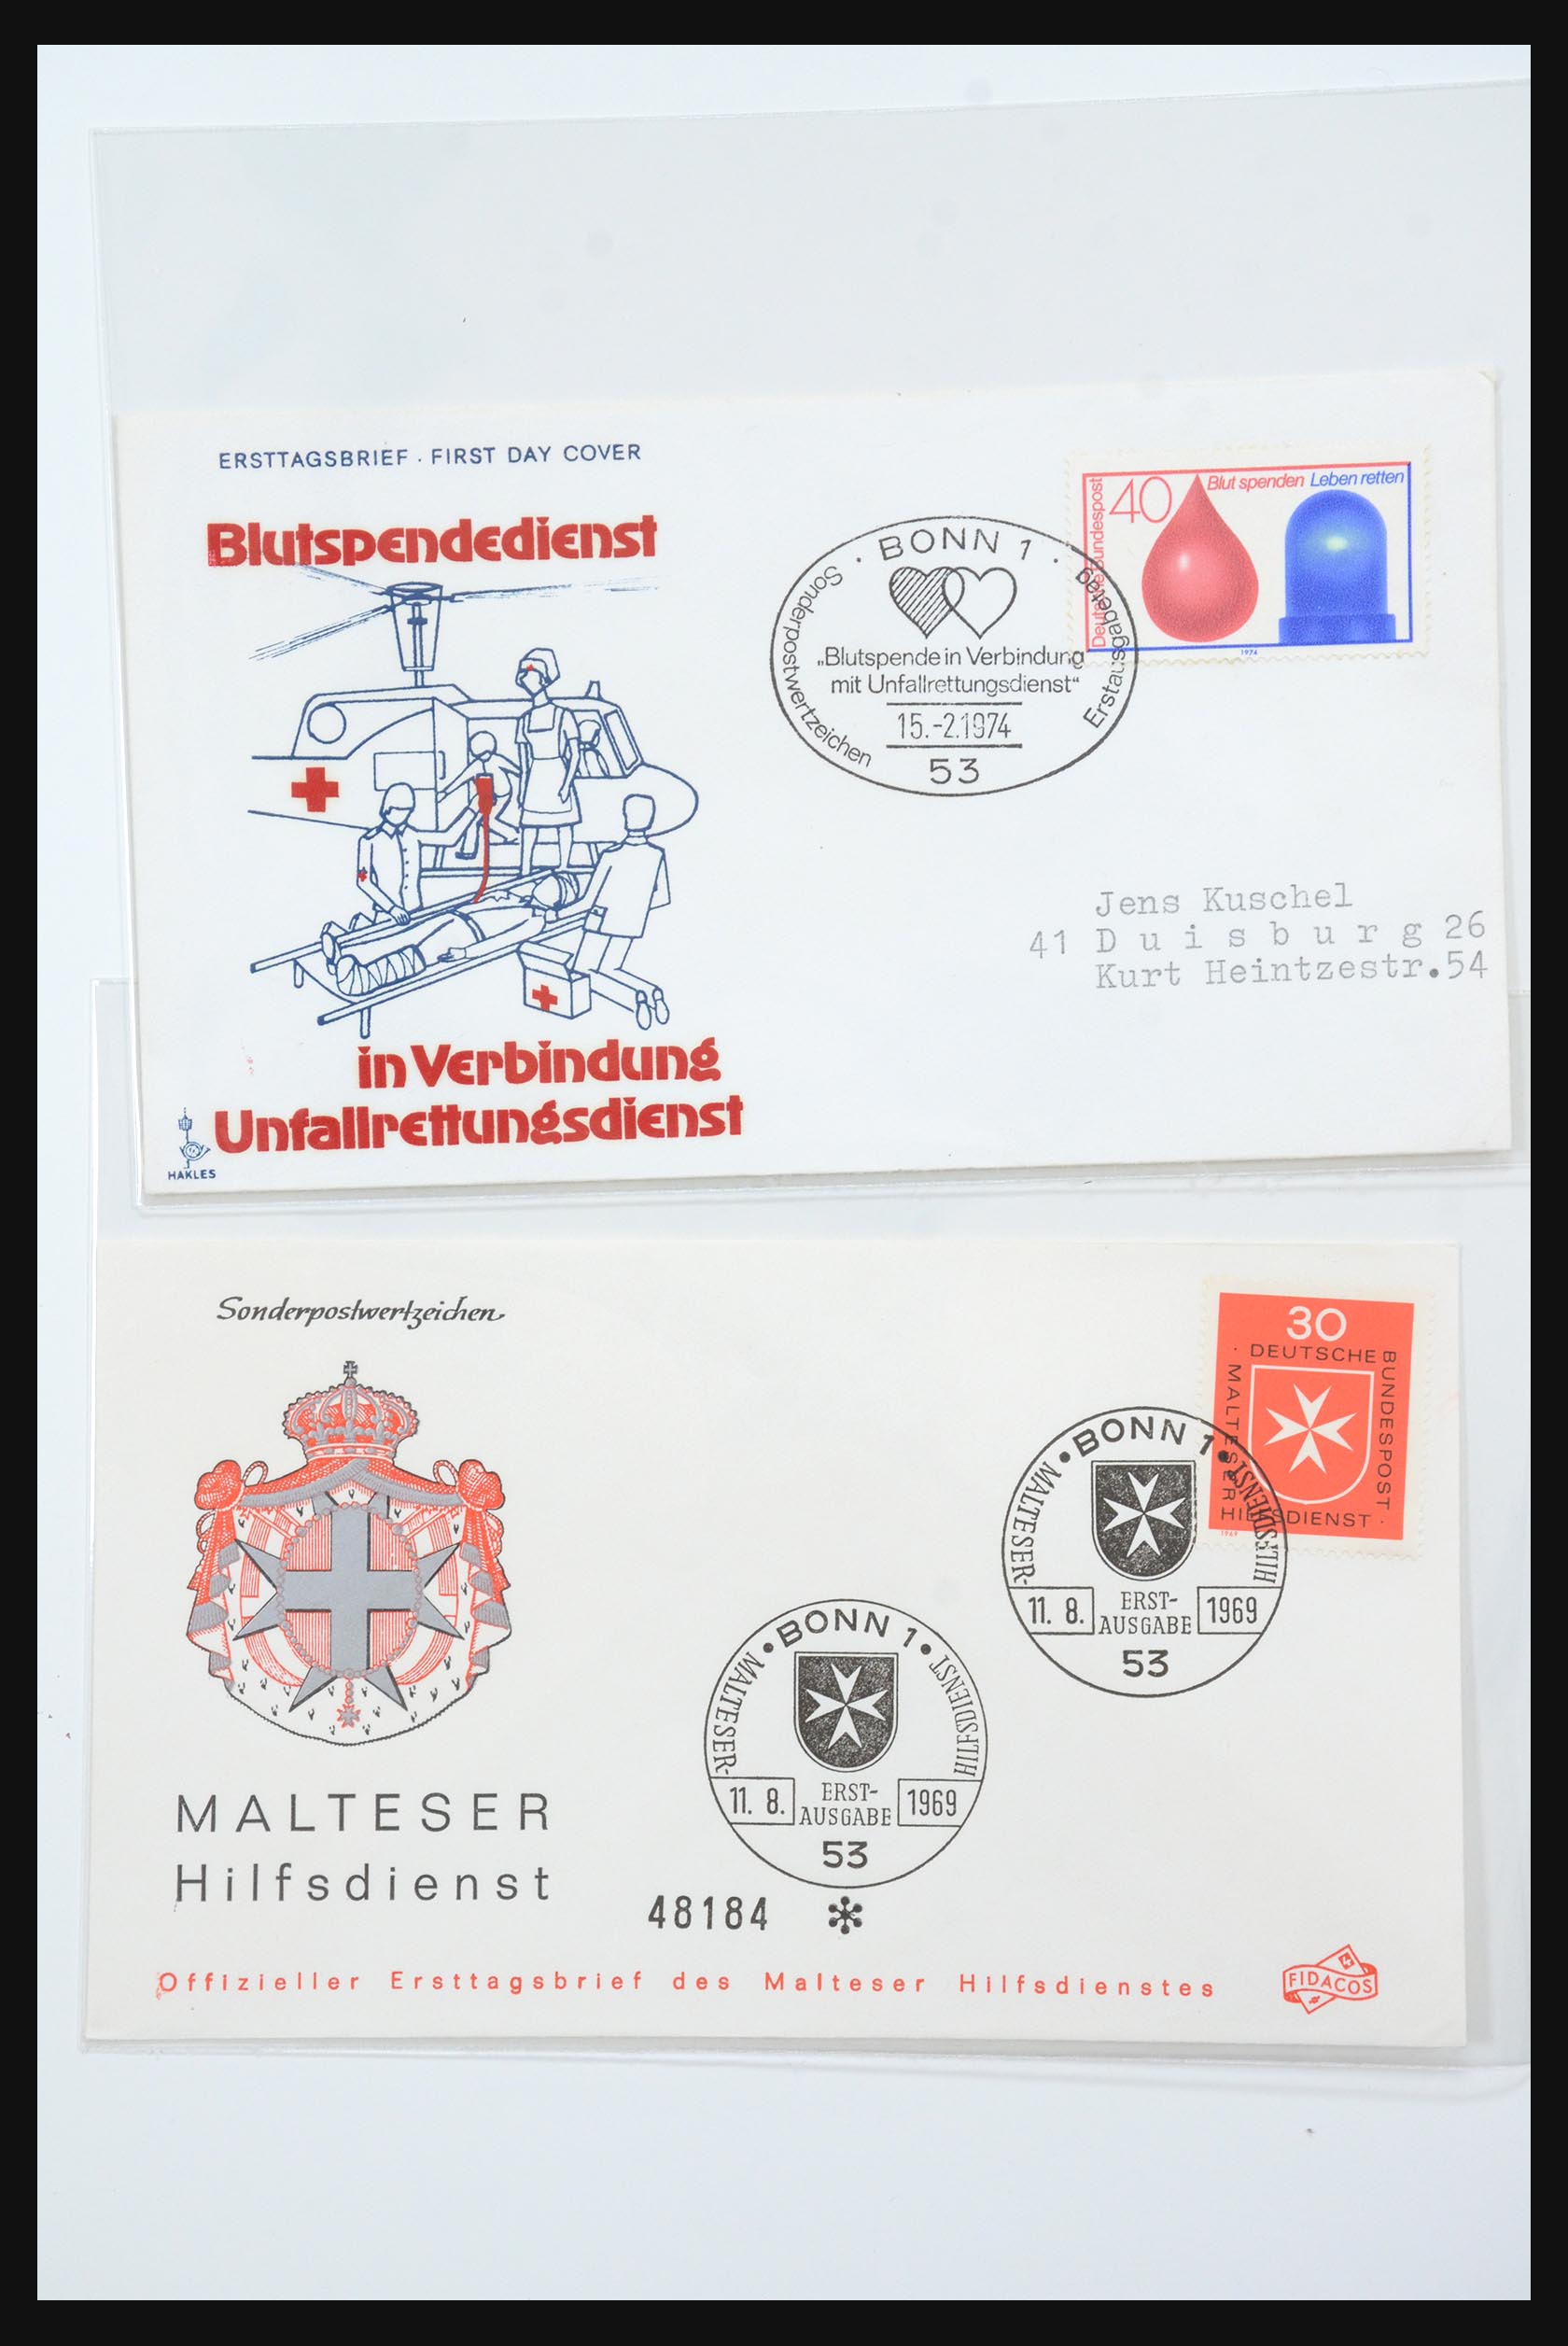 ERSTTAGSBRIEF · FIRST DAY COVER
Blutspendedienst
in Verbindung
Unfallrettungsdienst
HAKLES
· BONN 1 ·
Sonderpostwertzeichen
Erstausgabetag
„Blutspende in Verbindung
mit Unfallrettungsdienst“
15.-2.1974
53
Deutsche Bundespost
40
Blut spenden Leben retten
1974
Jens Kuschel
41 D u i s b u r g 26
Kurt Heintzestr.54
Sonderpostwertzeichen
MALTESER
Hilfsdienst
48184
Offizieller Ersttagsbrief des Malteser Hilfsdienstes
FIDACOS
• BONN 1 •
MALTESER-
HILFSDIENST
11. 8.
ERST-
AUSGABE
1969
53
• BONN 1 •
MALTESER-
HILFSDIENST
11. 8.
ERST-
AUSGABE
1969
53
30
· DEUTSCHE BUNDESPOST
· MALTESER HILFSDIENST ·
1969